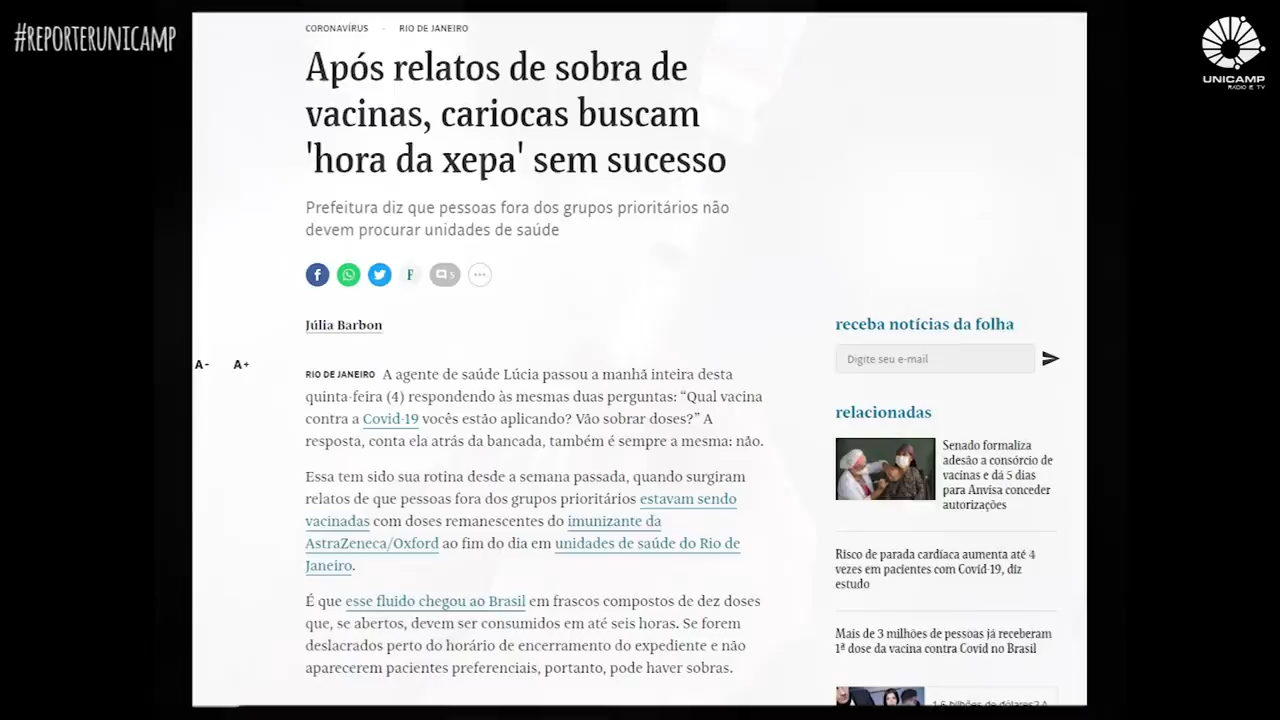 #REPORTERUNICAMP
UNICAMP
RÁDIO E TV
CORONAVÍRUS - RIO DE JANEIRO
Após relatos de sobra de
vacinas, cariocas buscam
'hora da xepa' sem sucesso
Prefeitura diz que pessoas fora dos grupos prioritários não
devem procurar unidades de saúde
5
Júlia Barbon
A- A+
RIO DE JANEIRO A agente de saúde Lúcia passou a manhã inteira desta
quinta-feira (4) respondendo às mesmas duas perguntas: “Qual vacina
contra a Covid-19 vocês estão aplicando? Vão sobrar doses?” A
resposta, conta ela atrás da bancada, também é sempre a mesma: não.
Essa tem sido sua rotina desde a semana passada, quando surgiram
relatos de que pessoas fora dos grupos prioritários estavam sendo
vacinadas com doses remanescentes do imunizante da
AstraZeneca/Oxford ao fim do dia em unidades de saúde do Rio de
Janeiro.
É que esse fluido chegou ao Brasil em frascos compostos de dez doses
que, se abertos, devem ser consumidos em até seis horas. Se forem
deslacrados perto do horário de encerramento do expediente e não
aparecerem pacientes preferenciais, portanto, pode haver sobras.
receba notícias da folha
Digite seu e-mail
relacionadas
Senado formaliza
adesão a consórcio de
vacinas e dá 5 dias
para Anvisa conceder
autorizações
Risco de parada cardíaca aumenta até 4
vezes em pacientes com Covid-19, diz
estudo
Mais de 3 milhões de pessoas já receberam
1ª dose da vacina contra Covid no Brasil